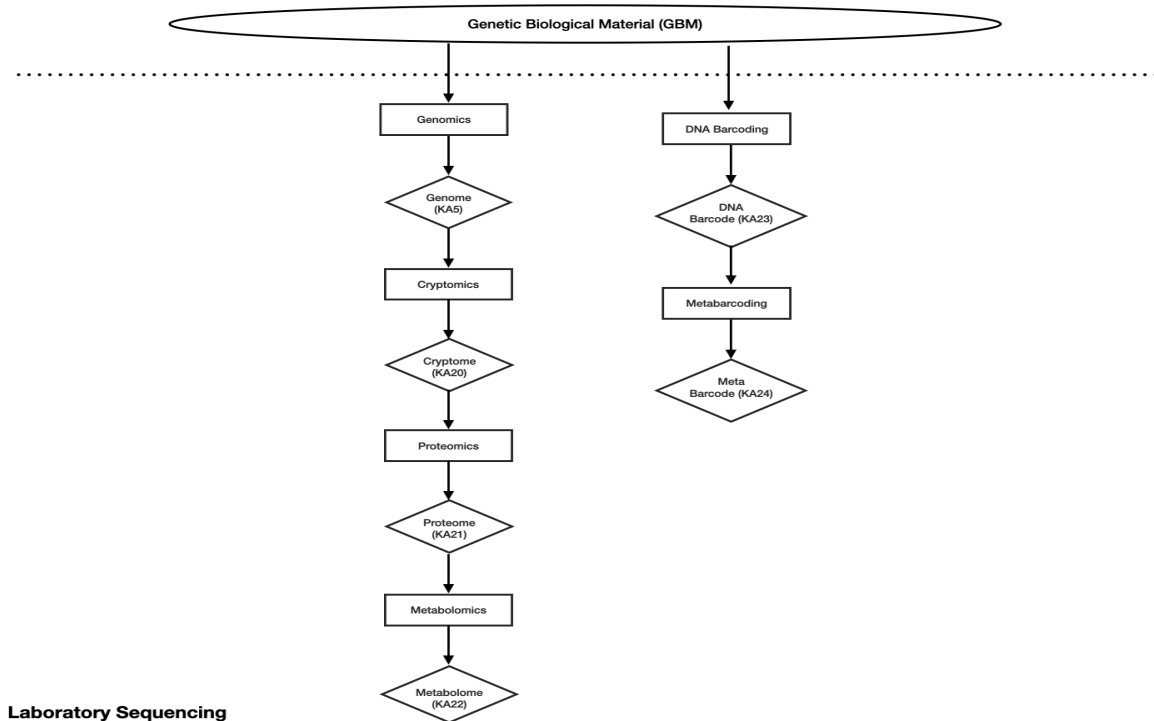 Genetic Biological Material (GBM)
Genomics
Genome
(KA5)
Cryptomics
Cryptome
(KA20)
Proteomics
Proteome
(KA21)
Metabolomics
Metabolome
(KA22)
DNA Barcoding
DNA
Barcode (KA23)
Metabarcoding
Meta
Barcode (KA24)
Laboratory Sequencing